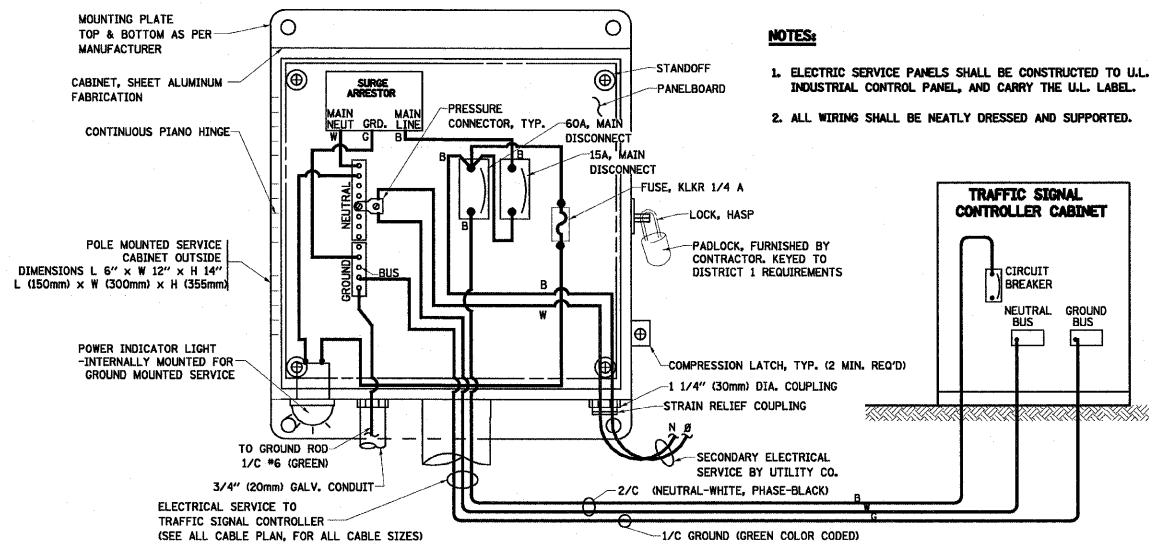 MOUNTING PLATE
TOP & BOTTOM AS PER
MANUFACTURER
CABINET, SHEET ALUMINUM
FABRICATION
CONTINUOUS PIANO HINGE
POLE MOUNTED SERVICE
CABINET OUTSIDE
DIMENSIONS L 6" x W 12" x H 14"
L (150mm) x W (300mm) x H (355mm)
POWER INDICATOR LIGHT
-INTERNALLY MOUNTED FOR
GROUND MOUNTED SERVICE
TO GROUND ROD
1/C #6 (GREEN)
3/4" (20mm) GALV. CONDUIT
ELECTRICAL SERVICE TO
TRAFFIC SIGNAL CONTROLLER
(SEE ALL CABLE PLAN, FOR ALL CABLE SIZES)
SURGE
ARRESTOR
MAIN
NEUT
GRD.
MAIN
LINE
W
G
B
NEUTRAL
GROUND
BUS
PRESSURE
CONNECTOR, TYP.
B
B
B
B
W
STANDOFF
PANELBOARD
60A, MAIN
DISCONNECT
15A, MAIN
DISCONNECT
FUSE, KLKR 1/4 A
LOCK, HASP
PADLOCK, FURNISHED BY
CONTRACTOR. KEYED TO
DISTRICT 1 REQUIREMENTS
COMPRESSION LATCH, TYP. (2 MIN. REQ'D)
1 1/4" (30mm) DIA. COUPLING
STRAIN RELIEF COUPLING
N Ø
SECONDARY ELECTRICAL
SERVICE BY UTILITY CO.
2/C (NEUTRAL-WHITE, PHASE-BLACK)
B
W
G
1/C GROUND (GREEN COLOR CODED)
NOTES:
1. ELECTRIC SERVICE PANELS SHALL BE CONSTRUCTED TO U.L.
INDUSTRIAL CONTROL PANEL, AND CARRY THE U.L. LABEL.
2. ALL WIRING SHALL BE NEATLY DRESSED AND SUPPORTED.
TRAFFIC SIGNAL
CONTROLLER CABINET
CIRCUIT
BREAKER
NEUTRAL
BUS
GROUND
BUS